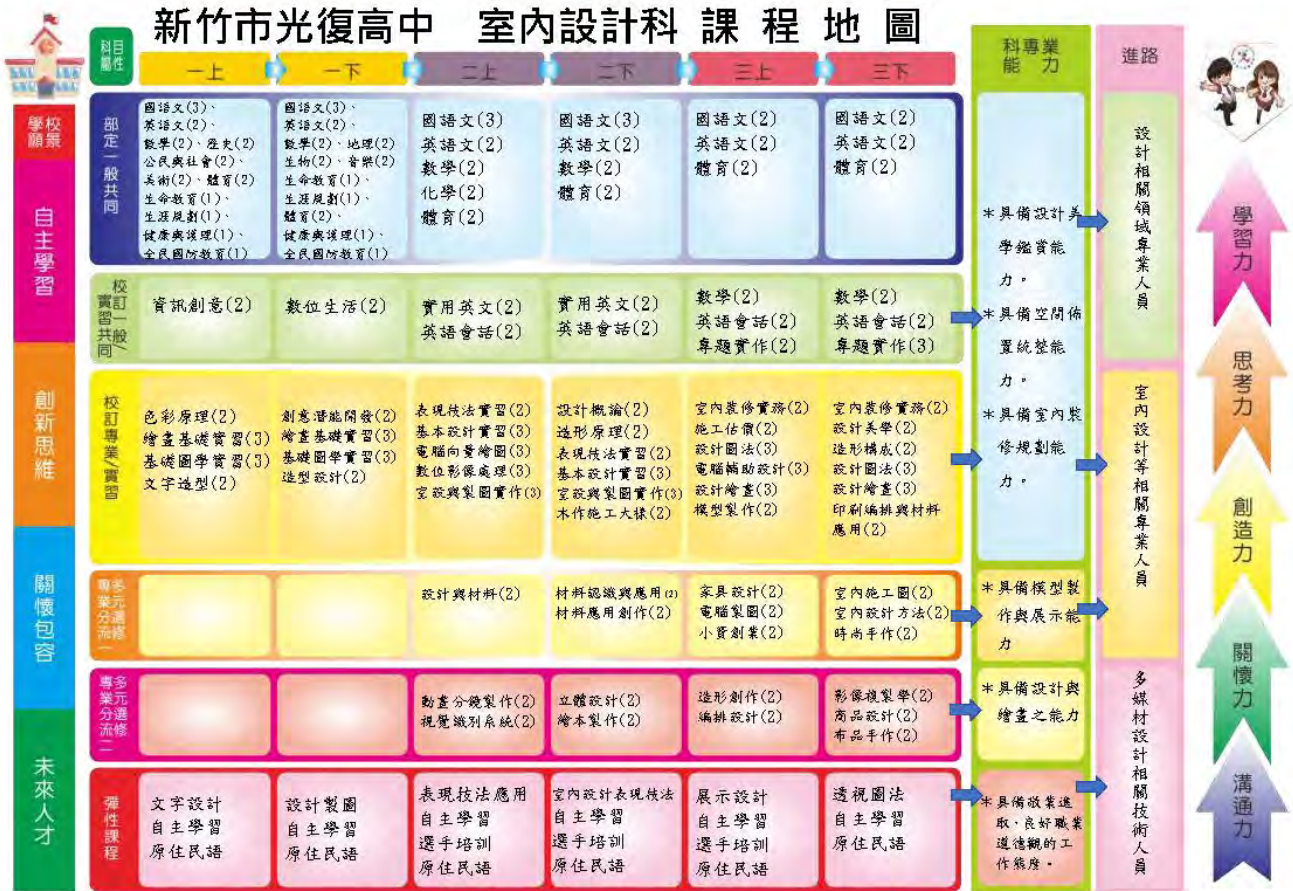 新竹市光復高中 室內設計科 課程地圖
科目屬性
一上
一下
二上
二下
三上
三下
科專業能力
進路
學校願景
自主學習
創新思維
關懷包容
未來人才
部定一般共同
國語文(3)、
英語文(2)、
數學(2)、歷史(2)
公民與社會(2)、
美術(2)、體育(2)
生命教育(1)、
生涯規劃(1)、
健康與護理(1)、
全民國防教育(1)
國語文(3)、
英語文(2)、
數學(2)、地理(2)
生物(2)、音樂(2)
生命教育(1)、
生涯規劃(1)、
體育(2)、
健康與護理(1)、
全民國防教育(1)
國語文(3)
英語文(2)
數學(2)
化學(2)
體育(2)
國語文(3)
英語文(2)
數學(2)
體育(2)
國語文(2)
英語文(2)
體育(2)
國語文(2)
英語文(2)
體育(2)
校訂一般/實習共同
資訊創意(2)
數位生活(2)
實用英文(2)
英語會話(2)
實用英文(2)
英語會話(2)
數學(2)
英語會話(2)
專題實作(2)
數學(2)
英語會話(2)
專題實作(3)
校訂專業/實習
色彩原理(2)
繪畫基礎實習(3)
基礎圖學實習(3)
文字造型(2)
創意潛能開發(2)
繪畫基礎實習(3)
基礎圖學實習(3)
造型設計(2)
表現技法實習(2)
基本設計實習(3)
電腦向量繪圖(3)
數位影像處理(3)
室設與製圖實作(3)
設計概論(2)
造形原理(2)
表現技法實習(2)
基本設計實習(3)
室設與製圖實作(3)
木作施工大樣(2)
室內裝修實務(2)
施工估價(2)
設計圖法(3)
電腦輔助設計(3)
設計繪畫(3)
模型製作(2)
室內裝修實務(2)
設計美學(2)
造形構成(2)
設計圖法(3)
設計繪畫(3)
印刷編排與材料
應用(2)
多元選修專業分流一
設計與材料(2)
材料認識與應用(2)
材料應用創作(2)
家具設計(2)
電腦製圖(2)
小資創業(2)
室內施工圖(2)
室內設計方法(2)
時尚手作(2)
多元選修專業分流二
動畫分鏡製作(2)
視覺識別系統(2)
立體設計(2)
繪本製作(2)
造形創作(2)
編排設計(2)
影像複製學(2)
商品設計(2)
布品手作(2)
彈性課程
文字設計
自主學習
原住民語
設計製圖
自主學習
原住民語
表現技法應用
自主學習
選手培訓
原住民語
室內設計表現技法
自主學習
選手培訓
原住民語
展示設計
自主學習
選手培訓
原住民語
透視圖法
自主學習
原住民語
＊具備設計美
學鑑賞能
力。
＊具備空間佈
置統整能
力。
＊具備室內裝
修規劃能
力。
＊具備模型製
作與展示能
力
＊具備設計與
繪畫之能力
＊具備敬業進
取、良好職業
道德觀的工
作態度。
設計相關領域專業人員
室內設計等相關專業人員
多媒材設計相關技術人員
學習力
思考力
創造力
關懷力
溝通力